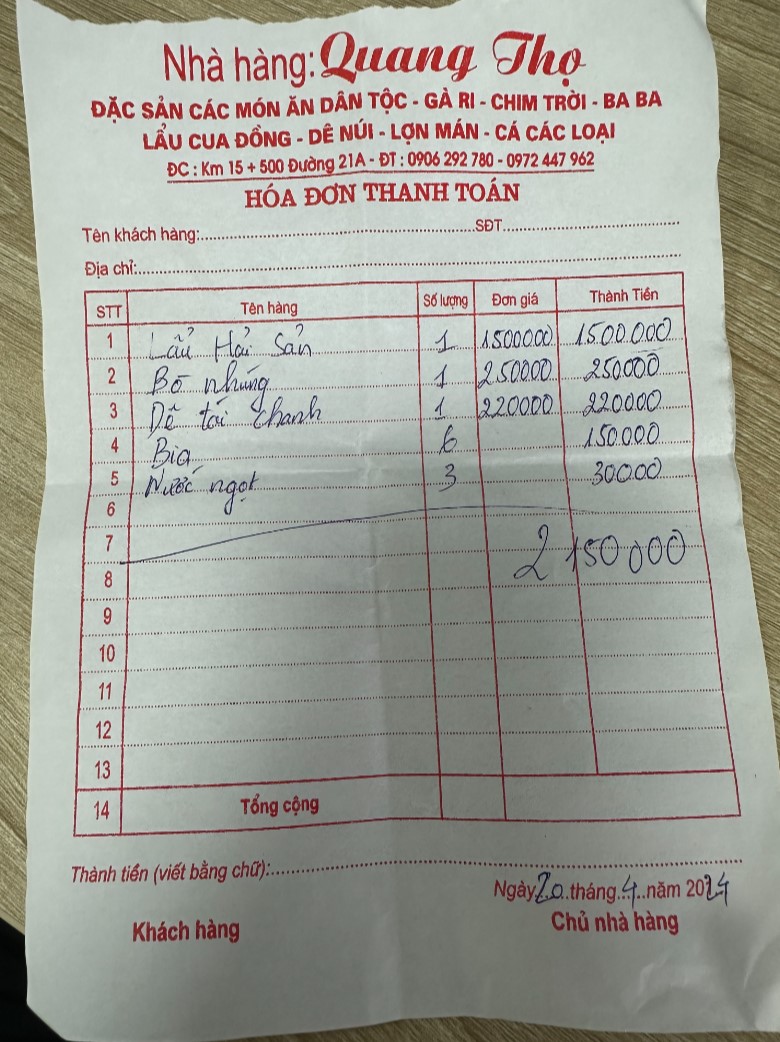 Nhà hàng: Quang Thọ
ĐẶC SẢN CÁC MÓN ĂN DÂN TỘC - GÀ RI - CHIM TRỜI - BA BA
LẨU CUA ĐỒNG - DÊ NÚI - LỢN MÁN - CÁ CÁC LOẠI
ĐC : Km 15 + 500 Đường 21A - ĐT : 0906 292 780 - 0972 447 962
HÓA ĐƠN THANH TOÁN
Tên khách hàng:..........SĐT..........
Địa chỉ:..........
STT Tên hàng Số lượng Đơn giá Thành Tiền
1 Lẩu Hải Sản 1 1500000 1500.000
2 Bò nhúng 1 250000 250000
3 Dê tái chanh 1 220000 220000
4 Bia 6 150.000
5 Nước ngọt 3 30000
6
7 2150000
8
9
10
11
12
13
14 Tổng cộng
Thành tiền (viết bằng chữ):..........
Ngày 20 tháng 4 năm 2024
Khách hàng Chủ nhà hàng